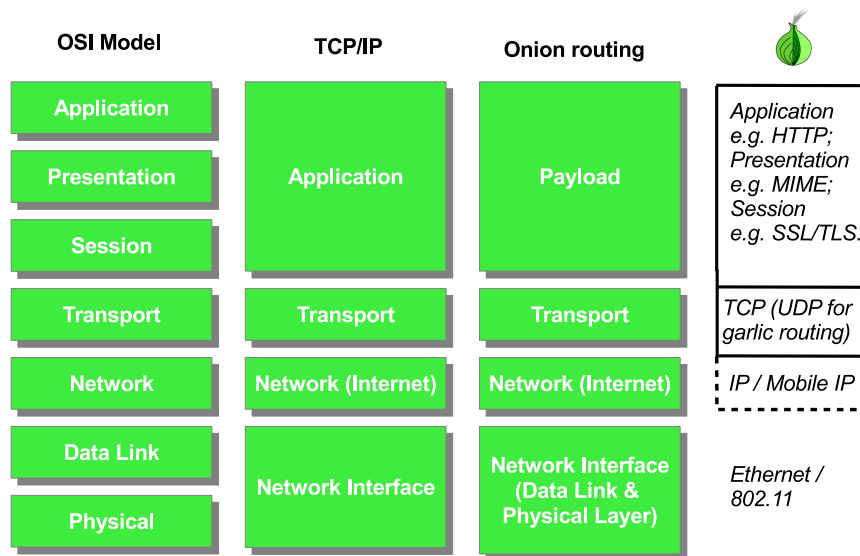 OSI Model
TCP/IP
Onion routing
Application
Presentation
Session
Transport
Network
Data Link
Physical
Application
Transport
Network (Internet)
Network Interface
Payload
Transport
Network (Internet)
Network Interface
(Data Link &
Physical Layer)
Application
e.g. HTTP;
Presentation
e.g. MIME;
Session
e.g. SSL/TLS.
TCP (UDP for
garlic routing)
IP / Mobile IP
Ethernet /
802.11